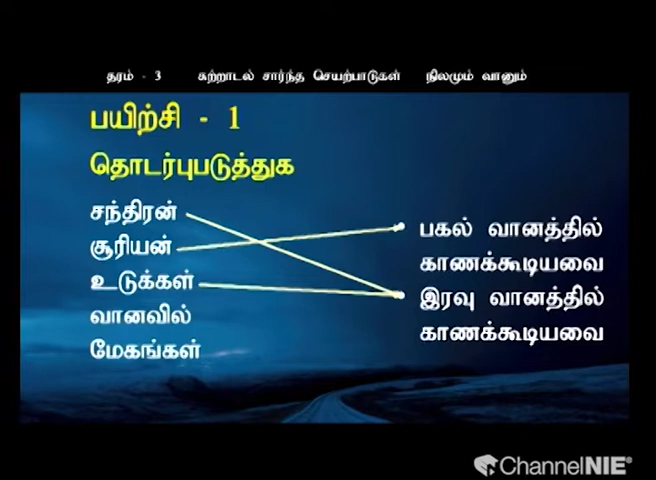 தரம் - 3 சுற்றாடல் சார்ந்த செயற்பாடுகள் நிலமும் வானும்
பயிற்சி - 1
தொடர்புபடுத்துக
சந்திரன்
சூரியன்
உடுக்கள்
வானவில்
மேகங்கள்
பகல் வானத்தில்
காணக்கூடியவை
இரவு வானத்தில்
காணக்கூடியவை
ChannelNIE®